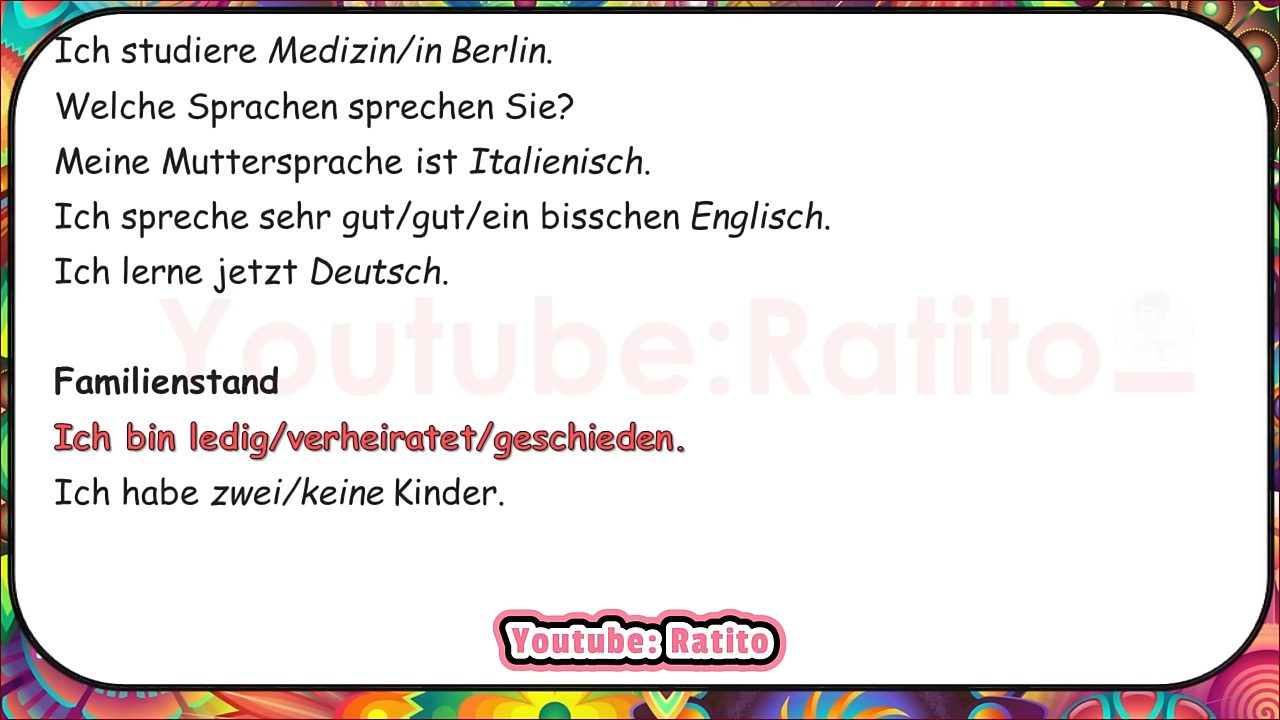 Ich studiere Medizin/in Berlin.
Welche Sprachen sprechen Sie?
Meine Muttersprache ist Italienisch.
Ich spreche sehr gut/gut/ein bisschen Englisch.
Ich lerne jetzt Deutsch.
Youtube:Ratito
Familienstand
Ich bin ledig/verheiratet/geschieden.
Ich habe zwei/keine Kinder.
Youtube: Ratito